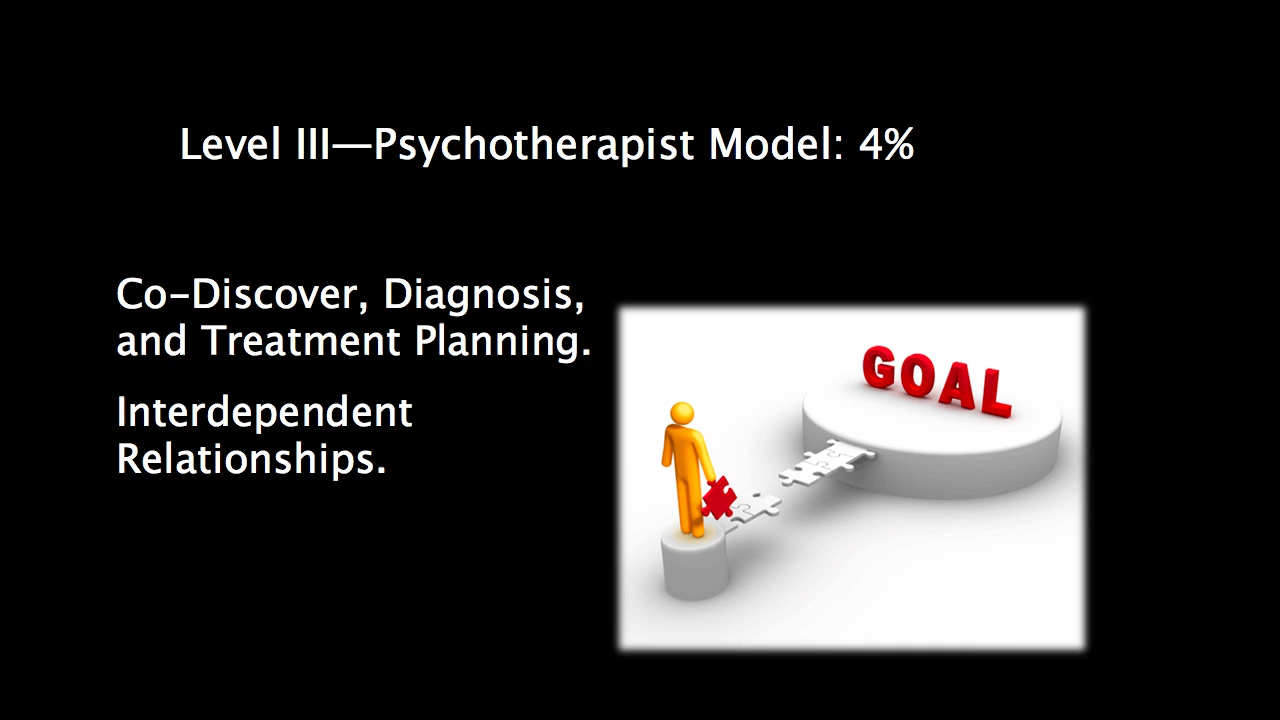 Level III—Psychotherapist Model: 4%
Co–Discover, Diagnosis,
and Treatment Planning.
Interdependent
Relationships.
GOAL